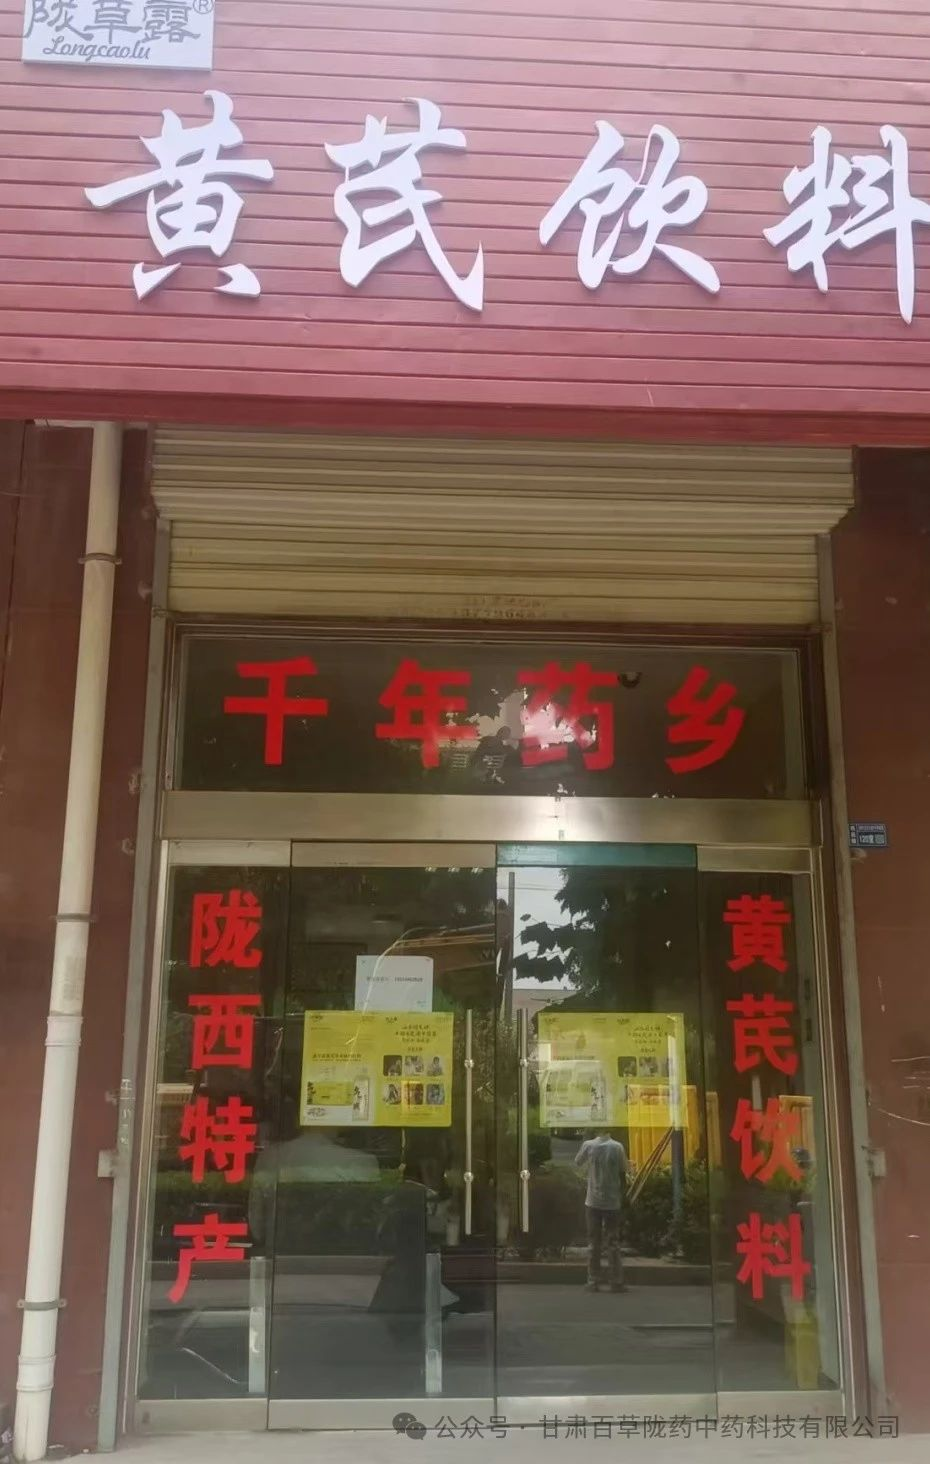 陇草露®
Longcaolu
黄芪饮料
千年药乡
陇西特产
黄芪饮料
公众号·甘肃百草陇药中药科技有限公司